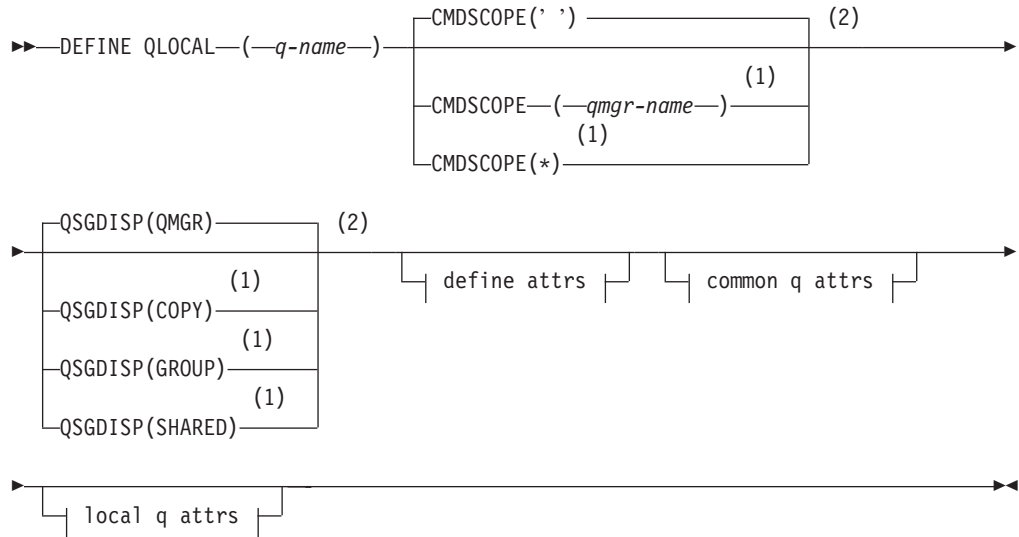 CMDSCOPE(’ ’) (2)
DEFINE QLOCAL ( q-name )
(1)
CMDSCOPE ( qmgr-name )
(1)
CMDSCOPE(*)
QSGDISP(QMGR) (2)
define attrs common q attrs
(1)
QSGDISP(COPY)
(1)
QSGDISP(GROUP)
(1)
QSGDISP(SHARED)
local q attrs